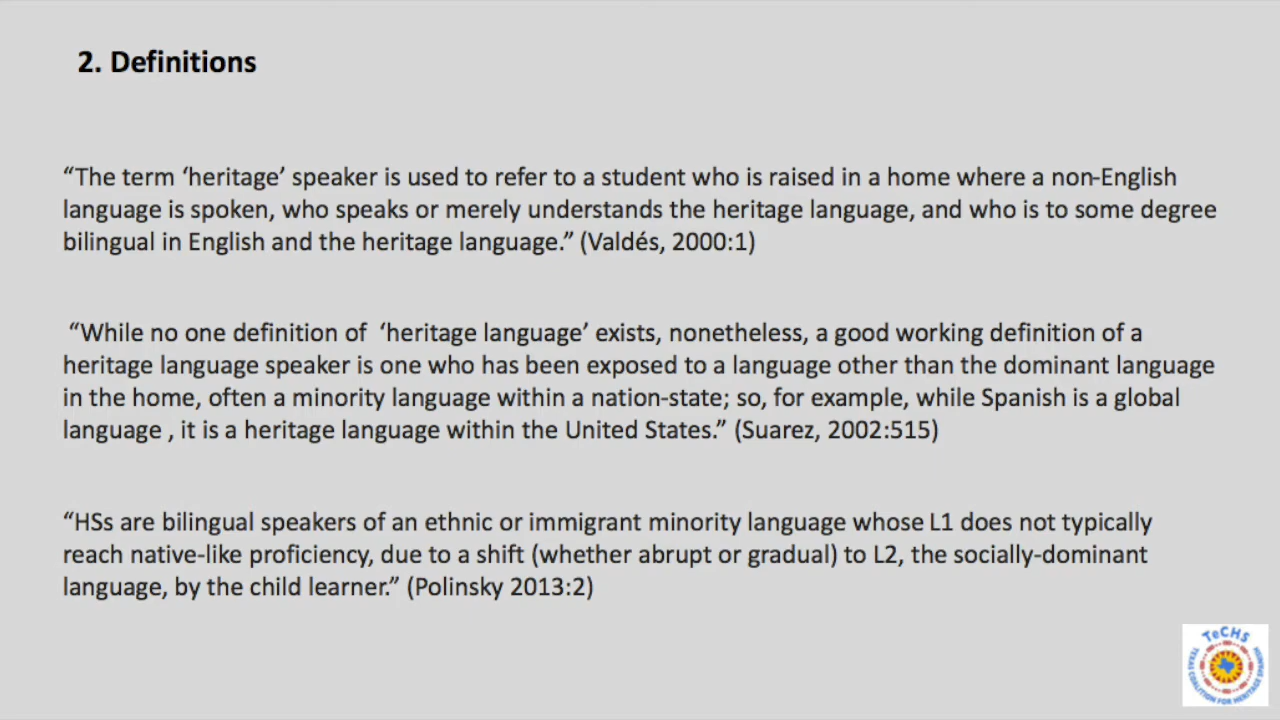 2. Definitions
“The term ‘heritage’ speaker is used to refer to a student who is raised in a home where a non-English
language is spoken, who speaks or merely understands the heritage language, and who is to some degree
bilingual in English and the heritage language.” (Valdés, 2000:1)
“While no one definition of ‘heritage language’ exists, nonetheless, a good working definition of a
heritage language speaker is one who has been exposed to a language other than the dominant language
in the home, often a minority language within a nation-state; so, for example, while Spanish is a global
language , it is a heritage language within the United States.” (Suarez, 2002:515)
“HSs are bilingual speakers of an ethnic or immigrant minority language whose L1 does not typically
reach native-like proficiency, due to a shift (whether abrupt or gradual) to L2, the socially-dominant
language, by the child learner.” (Polinsky 2013:2)
TeCHS
TEXAS COALITION FOR HERITAGE SPANISH